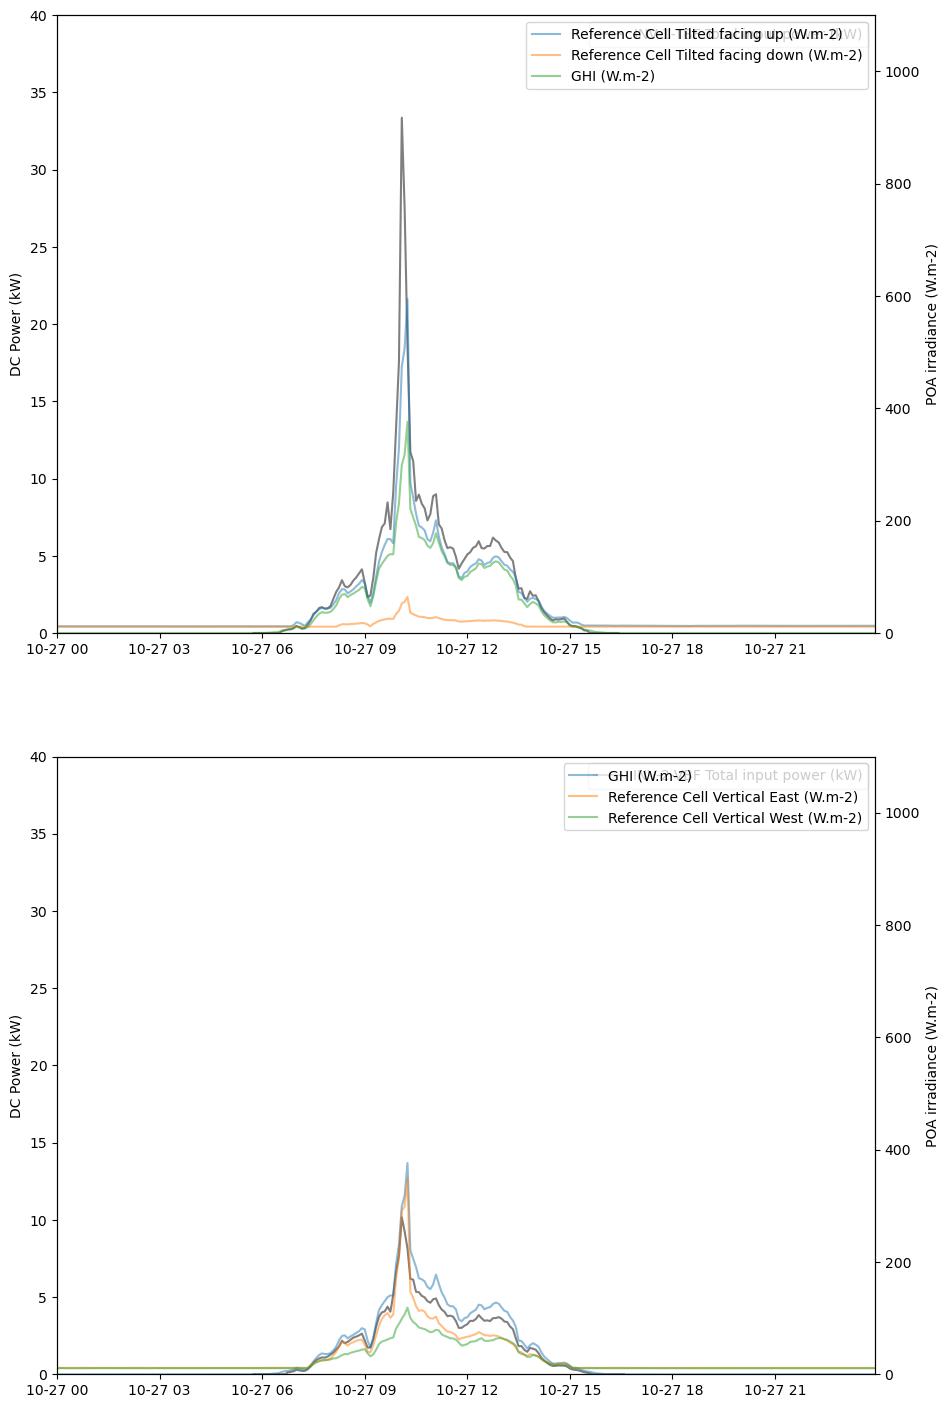 40
35
30
25
20
15
10
5
0
DC Power (kW)
Reference Cell Tilted facing up (W.m-2)
Reference Cell Tilted facing down (W.m-2)
GHI (W.m-2)
1000
800
600
400
200
0
POA irradiance (W.m-2)
10-27 00 10-27 03 10-27 06 10-27 09 10-27 12 10-27 15 10-27 18 10-27 21
40
35
30
25
20
15
10
5
0
DC Power (kW)
GHI (W.m-2)
Total input power (kW)
Reference Cell Vertical East (W.m-2)
Reference Cell Vertical West (W.m-2)
1000
800
600
400
200
0
POA irradiance (W.m-2)
10-27 00 10-27 03 10-27 06 10-27 09 10-27 12 10-27 15 10-27 18 10-27 21